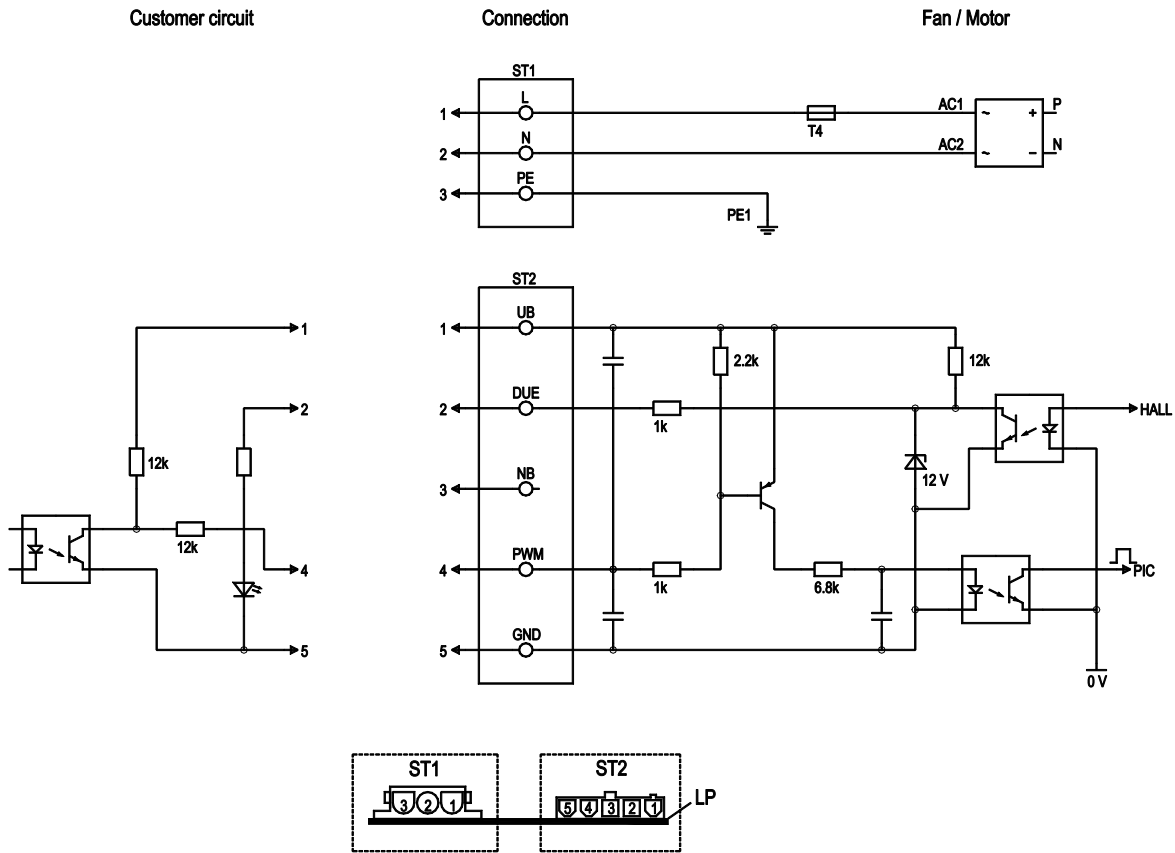 Customer circuit
Connection
Fan / Motor
ST1
L
1
AC1
~
+
P
T4
N
2
AC2
~
−
N
PE
3
PE1
ST2
UB
1
1
2.2k
12k
DUE
2
2
1k
HALL
12k
12 V
NB
3
12k
PWM
4
4
1k
6.8k
PIC
GND
5
5
0 V
ST1
ST2
LP
3 2 1
5 4 3 2 1